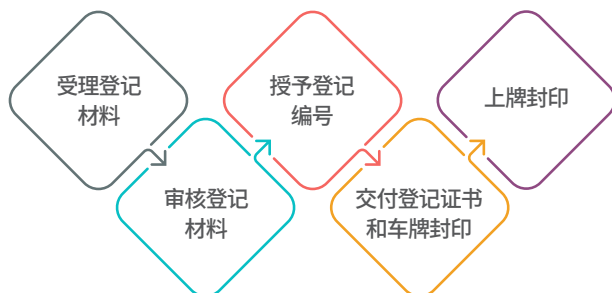 受理登记
材料
审核登记
材料
授予登记
编号
交付登记证书
和车牌封印
上牌封印